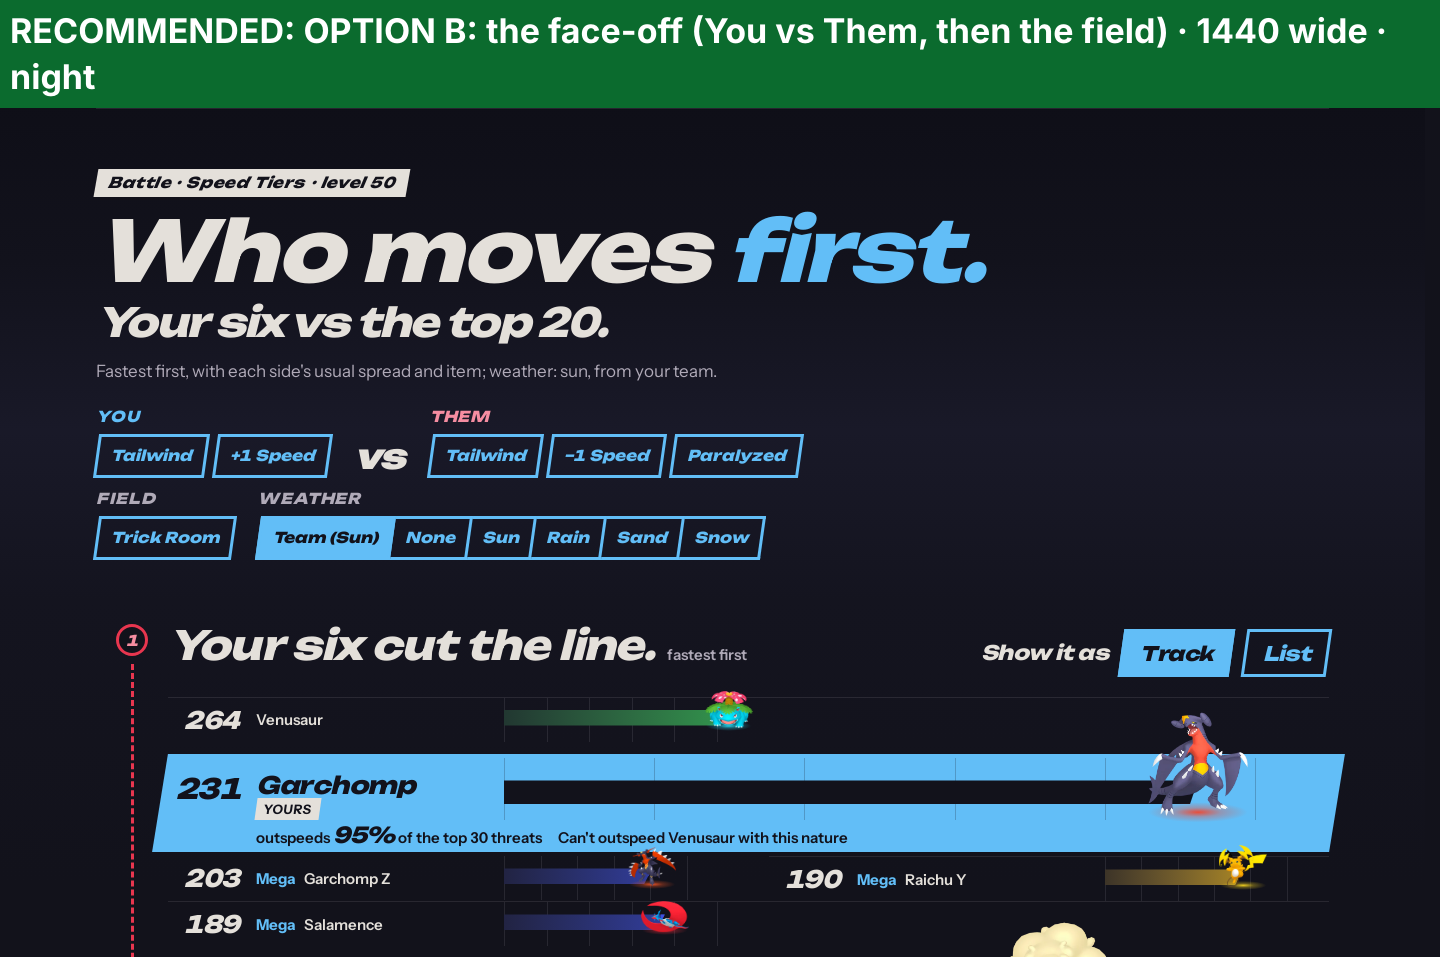 RECOMMENDED: OPTION B: the face-off (You vs Them, then the field) · 1440 wide ·
night
Battle · Speed Tiers · level 50
Who moves first.
Your six vs the top 20.
Fastest first, with each side's usual spread and item; weather: sun, from your team.
YOU
THEM
Tailwind
+1 Speed
VS
Tailwind
−1 Speed
Paralyzed
FIELD
WEATHER
Trick Room
Team (Sun)
None
Sun
Rain
Sand
Snow
1
Your six cut the line. fastest first
Show it as
Track
List
264 Venusaur
231 Garchomp
YOURS
outspeeds 95% of the top 30 threats Can't outspeed Venusaur with this nature
203 Mega Garchomp Z
190 Mega Raichu Y
189 Mega Salamence